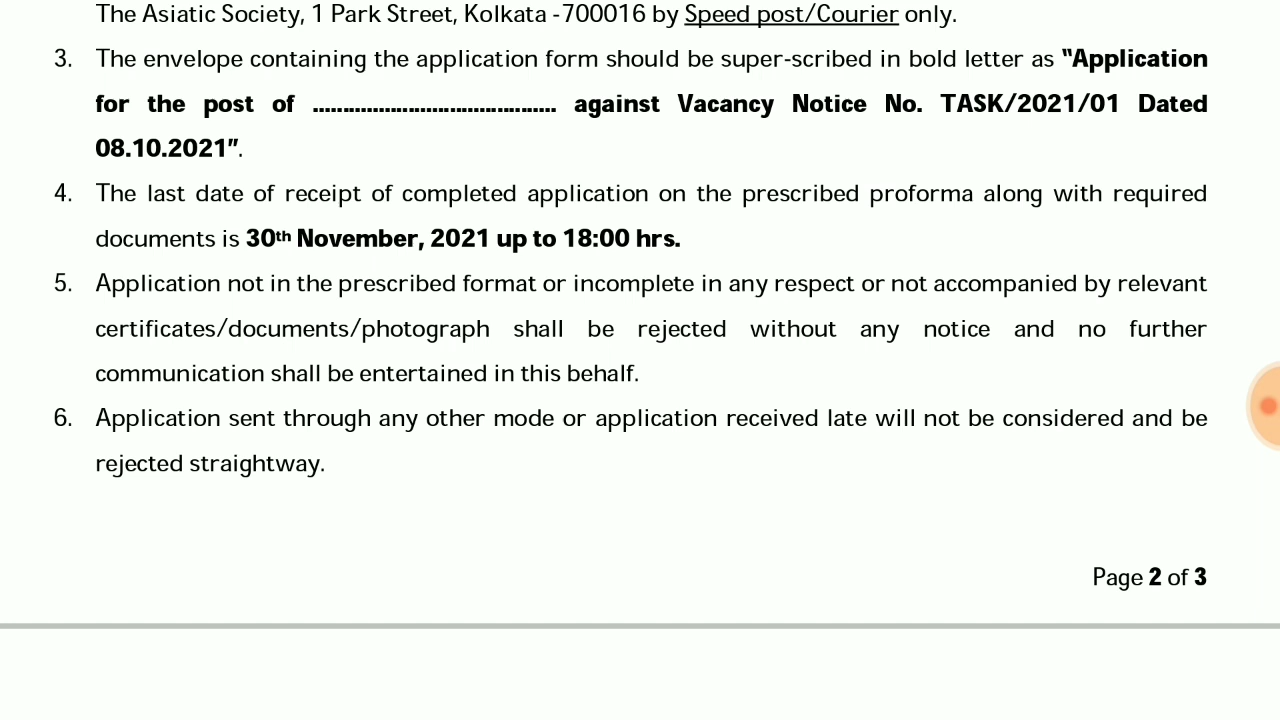 The Asiatic Society, 1 Park Street, Kolkata -700016 by Speed post/Courier only.
3. The envelope containing the application form should be super-scribed in bold letter as “Application
for the post of ......................................... against Vacancy Notice No. TASK/2021/01 Dated
08.10.2021”.
4. The last date of receipt of completed application on the prescribed proforma along with required
documents is 30th November, 2021 up to 18:00 hrs.
5. Application not in the prescribed format or incomplete in any respect or not accompanied by relevant
certificates/documents/photograph shall be rejected without any notice and no further
communication shall be entertained in this behalf.
6. Application sent through any other mode or application received late will not be considered and be
rejected straightway.
Page 2 of 3